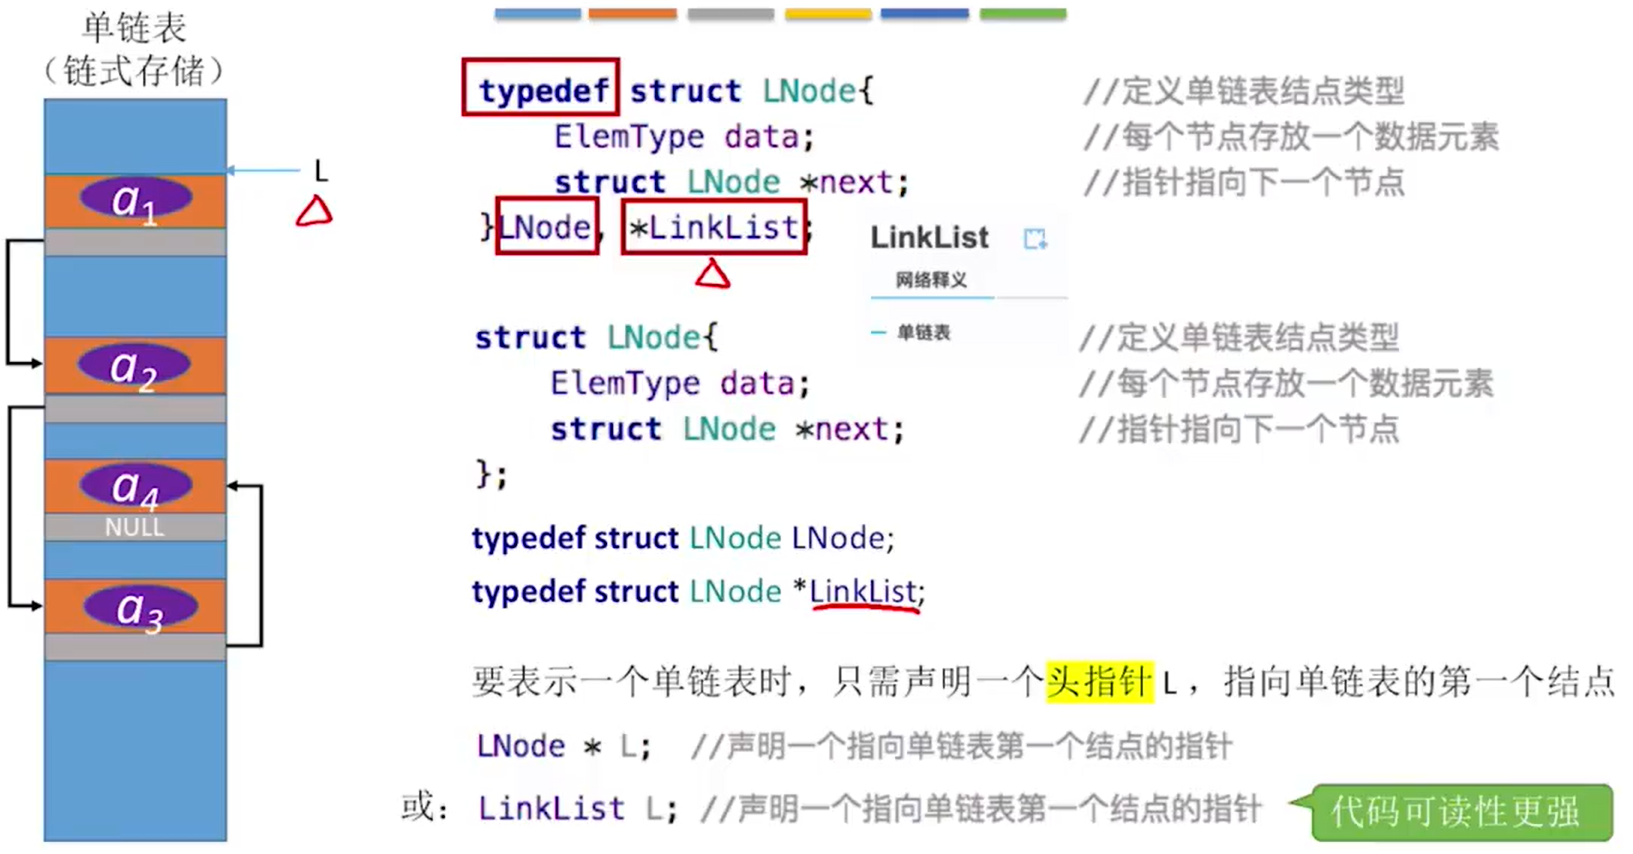 单链表
（链式存储）
L
a1
a2
a4
NULL
a3
typedef struct LNode{ //定义单链表结点类型
ElemType data; //每个节点存放一个数据元素
struct LNode *next; //指针指向下一个节点
}LNode, *LinkList;
LinkList
网络释义
单链表
struct LNode{ //定义单链表结点类型
ElemType data; //每个节点存放一个数据元素
struct LNode *next; //指针指向下一个节点
};
typedef struct LNode LNode;
typedef struct LNode *LinkList;
要表示一个单链表时，只需声明一个头指针 L ，指向单链表的第一个结点
LNode * L; //声明一个指向单链表第一个结点的指针
或： LinkList L; //声明一个指向单链表第一个结点的指针
代码可读性更强